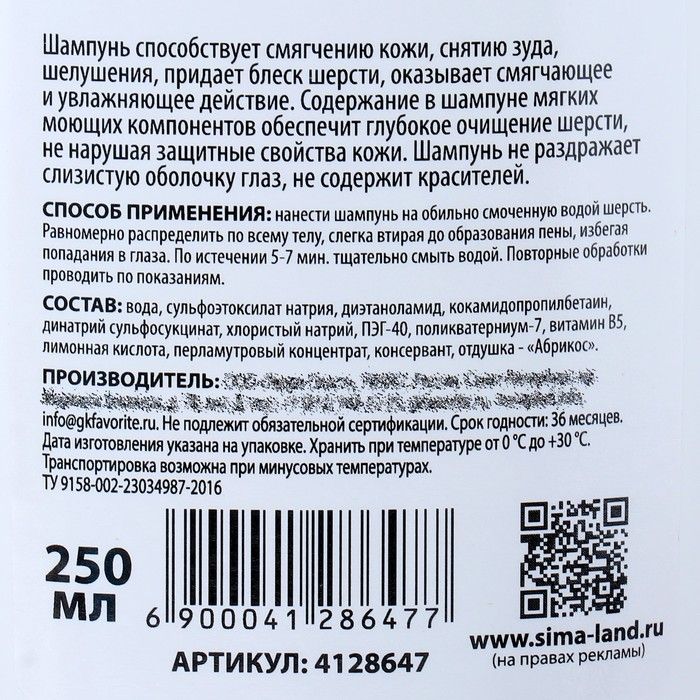 Шампунь способствует смягчению кожи, снятию зуда,
шелушения, придает блеск шерсти, оказывает смягчающее
и увлажняющее действие. Содержание в шампуне мягких
моющих компонентов обеспечит глубокое очищение шерсти,
не нарушая защитные свойства кожи. Шампунь не раздражает
слизистую оболочку глаз, не содержит красителей.
СПОСОБ ПРИМЕНЕНИЯ: нанести шампунь на обильно смоченную водой шерсть.
Равномерно распределить по всему телу, слегка втирая до образования пены, избегая
попадания в глаза. По истечении 5-7 мин. тщательно смыть водой. Повторные обработки
проводить по показаниям.
СОСТАВ: вода, сульфоэтоксилат натрия, диэтаноламид, кокамидопропилбетаин,
динатрий сульфосукцинат, хлористый натрий, ПЭГ-40, поликватерниум-7, витамин В5,
лимонная кислота, перламутровый концентрат, консервант, отдушка - «Абрикос».
ПРОИЗВОДИТЕЛЬ:
info@gkfavorite.ru. Не подлежит обязательной сертификации. Срок годности: 36 месяцев.
Дата изготовления указана на упаковке. Хранить при температуре от 0 °С до +30 °С.
Транспортировка возможна при минусовых температурах.
ТУ 9158-002-23034987-2016
250
МЛ
6 900041 286477
АРТИКУЛ: 4128647
www.sima-land.ru
(на правах рекламы)